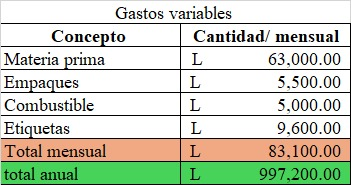 Gastos variables
Concepto Cantidad/ mensual
Materia prima L 63,000.00
Empaques L 5,500.00
Combustible L 5,000.00
Etiquetas L 9,600.00
Total mensual L 83,100.00
total anual L 997,200.00